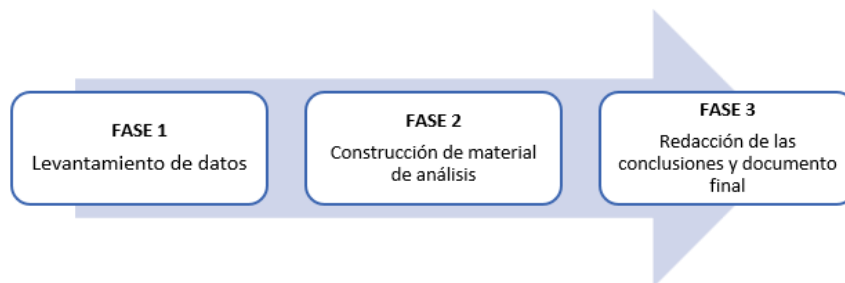 FASE 1
Levantamiento de datos
FASE 2
Construcción de material
de análisis
FASE 3
Redacción de las
conclusiones y documento
final